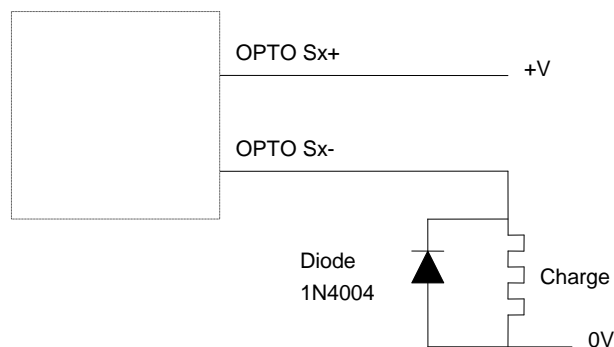 OPTO Sx+
+V
OPTO Sx-
Diode
1N4004
Charge
0V